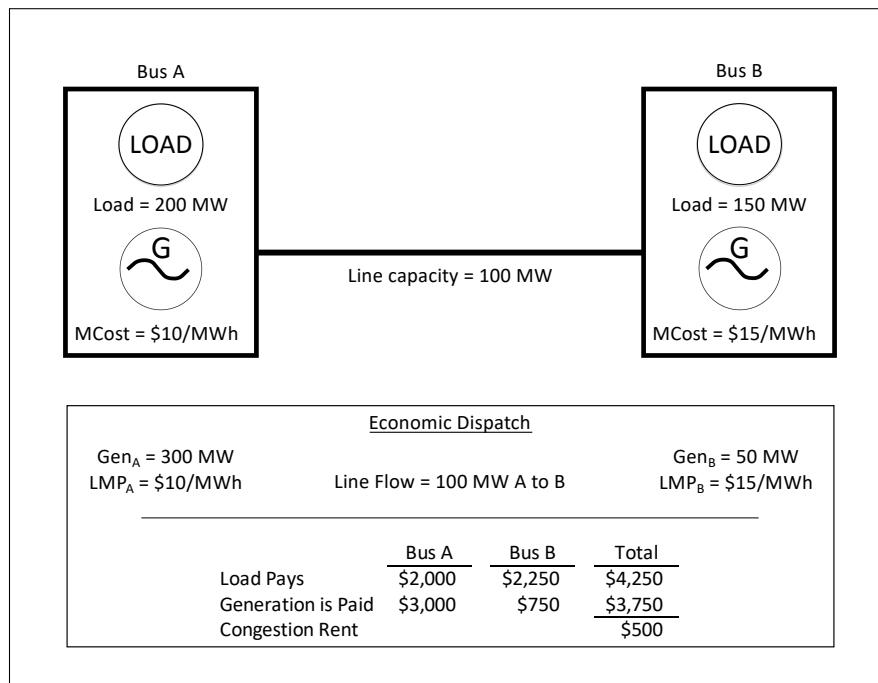 Bus A
Bus B
LOAD
LOAD
Load = 200 MW
Load = 150 MW
G
G
Line capacity = 100 MW
MCost = $10/MWh
MCost = $15/MWh
Economic Dispatch
GenA = 300 MW
Gen_B = 50 MW
LMPA = $10/MWh
Line Flow = 100 MW A to B
LMPB = $15/MWh
Bus A Bus B Total
Load Pays $2,000 $2,250 $4,250
Generation is Paid $3,000 $750 $3,750
Congestion Rent $500